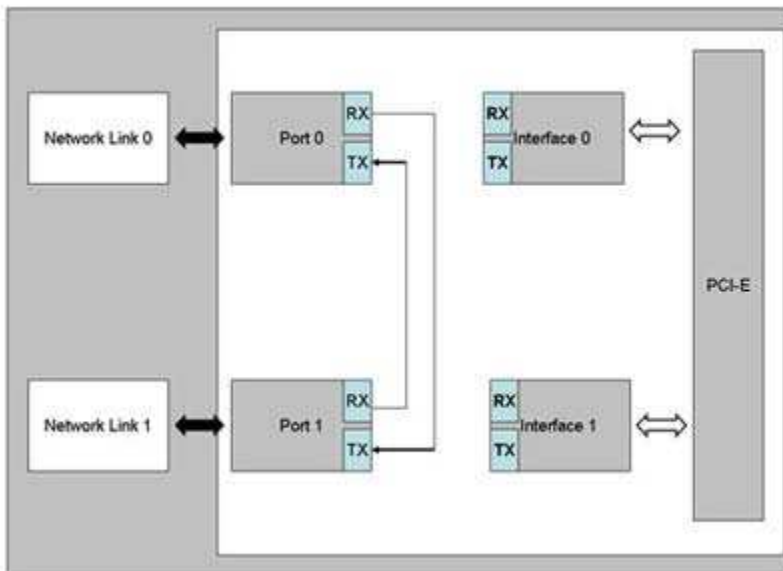 Network Link 0
Port 0
RX
TX
RX
TX
Interface 0
PCI-E
Network Link 1
Port 1
RX
TX
RX
TX
Interface 1